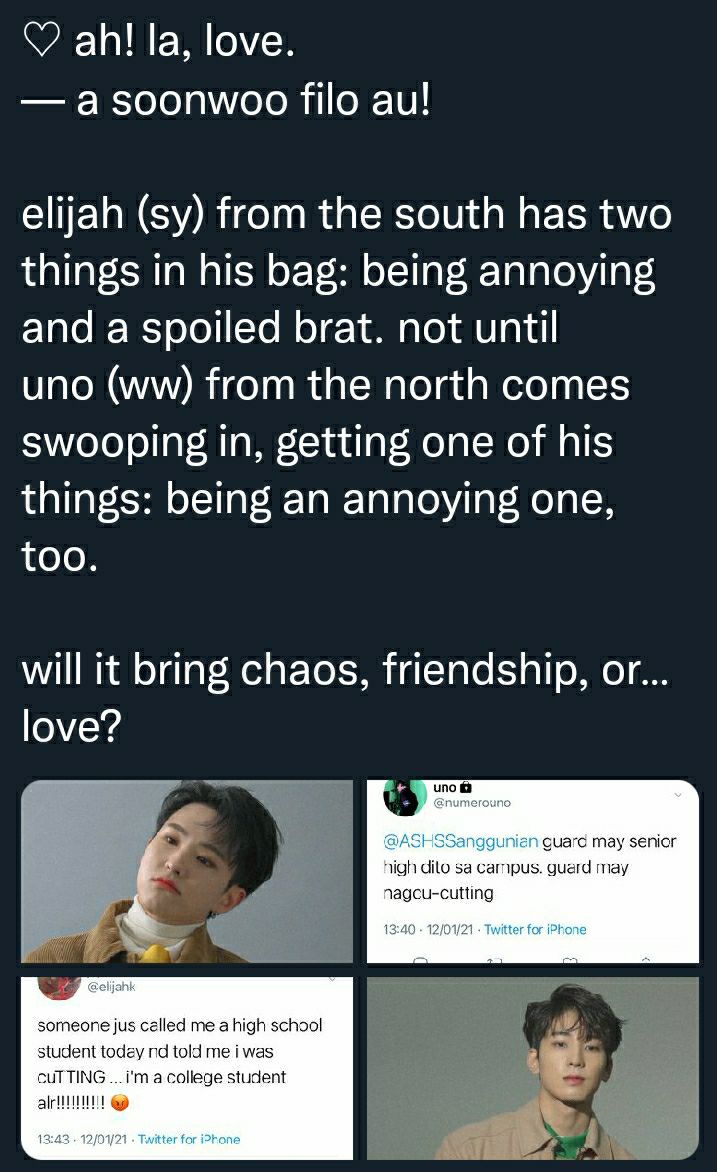 ♡ ah! la, love.
— a soonwoo filo au!
elijah (sy) from the south has two
things in his bag: being annoying
and a spoiled brat. not until
uno (ww) from the north comes
swooping in, getting one of his
things: being an annoying one,
too.
will it bring chaos, friendship, or...
love?
uno 🔒
@numerouno
@ASHSSanggunian guard may senior
high dito sa campus. guard may
nagcu-cutting
13:40 · 12/01/21 · Twitter for iPhone
@elijahk
someone jus called me a high school
student today nd told me i was
cuTTING ... i'm a college student
alr!!!!!!!!!! 😡
13:43 · 12/01/21 · Twitter for iPhone